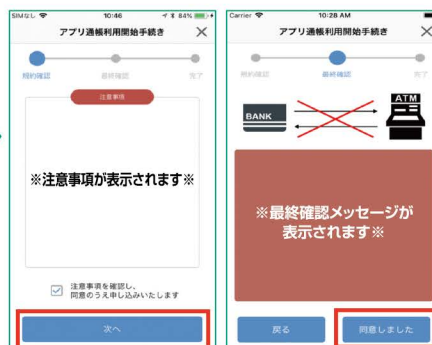 SIMなし 10:46 84%
アプリ通帳利用開始手続き ×
規約確認 最終確認 完了
注意事項
※注意事項が表示されます※
注意事項を確認し、
同意のうえ申し込みいたします
次へ
Carrier 10:28 AM
アプリ通帳利用開始手続き ×
規約確認 最終確認 完了
BANK
ATM
※最終確認メッセージが
表示されます※
戻る 同意しました